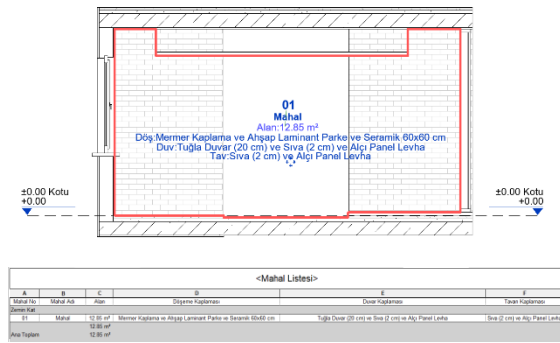 01
Mahal
Alan:12.85 m²
Döş:Mermer Kaplama ve Ahşap Laminant Parke ve Seramik 60x60 cm
Duv:Tuğla Duvar (20 cm) ve Sıva (2 cm) ve Alçı Panel Levha
Tav:Sıva (2 cm) ve Alçı Panel Levha
±0.00 Kotu
+0.00
±0.00 Kotu
+0.00
<Mahal Listesi>
A B C D E F
Mahal No Mahal Adı Alan Döşeme Kaplaması Duvar Kaplaması Tavan Kaplaması
Zemin Kat
01 Mahal 12.85 m² Mermer Kaplama ve Ahşap Laminant Parke ve Seramik 60x60 cm Tuğla Duvar (20 cm) ve Sıva (2 cm) ve Alçı Panel Levha Sıva (2 cm) ve Alçı Panel Levha
12.85 m²
Ana Toplam 12.85 m²